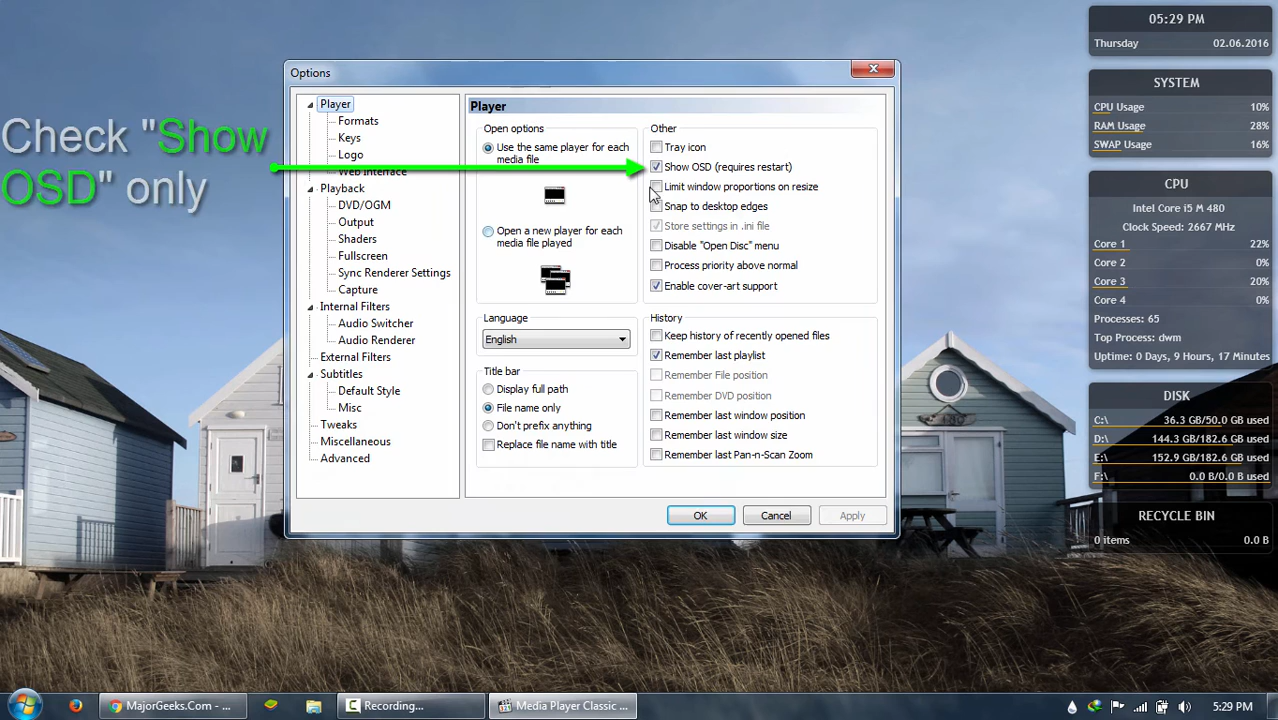 Check "Show
OSD" only
Options
Player
Formats
Keys
Logo
Web Interface
Playback
DVD/OGM
Output
Shaders
Fullscreen
Sync Renderer Settings
Capture
Internal Filters
Audio Switcher
Audio Renderer
External Filters
Subtitles
Default Style
Misc
Tweaks
Miscellaneous
Advanced
Player
Open options
Use the same player for each
media file
Open a new player for each
media file played
Language
English
Title bar
Display full path
File name only
Don't prefix anything
Replace file name with title
Other
Tray icon
Show OSD (requires restart)
Limit window proportions on resize
Snap to desktop edges
Store settings in .ini file
Disable "Open Disc" menu
Process priority above normal
Enable cover-art support
History
Keep history of recently opened files
Remember last playlist
Remember File position
Remember DVD position
Remember last window position
Remember last window size
Remember last Pan-n-Scan Zoom
OK
Cancel
Apply
05:29 PM
Thursday 02.06.2016
SYSTEM
CPU Usage 10%
RAM Usage 28%
SWAP Usage 16%
CPU
Intel Core i5 M 480
Clock Speed: 2667 MHz
Core 1 22%
Core 2 0%
Core 3 20%
Core 4 0%
Processes: 65
Top Process: dwm
Uptime: 0 Days, 9 Hours, 17 Minutes
DISK
C:\ 36.3 GB/50.0 GB used
D:\ 144.3 GB/182.6 GB used
E:\ 152.9 GB/182.6 GB used
F:\ 0.0 B/0.0 B used
RECYCLE BIN
0 items 0.0 B
MajorGeeks.Com - ...
Recording...
Media Player Classic ...
5:29 PM